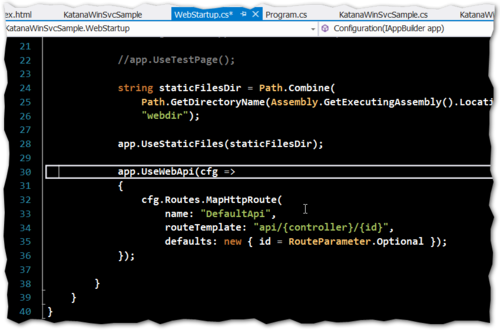 ex.html KatanaWinSvcSample WebStartup.cs* Program.cs KatanaWinSvcSample.cs
KatanaWinSvcSample.WebStartup Configuration(IAppBuilder app)
21
22 //app.UseTestPage();
23
24 string staticFilesDir = Path.Combine(
25 Path.GetDirectoryName(Assembly.GetExecutingAssembly().Locati
26 "webdir");
27
28 app.UseStaticFiles(staticFilesDir);
29
30 app.UseWebApi(cfg =>
31 {
32 cfg.Routes.MapHttpRoute(
33 name: "DefaultApi",
34 routeTemplate: "api/{controller}/{id}",
35 defaults: new { id = RouteParameter.Optional });
36 });
37
38 }
39 }
40 }